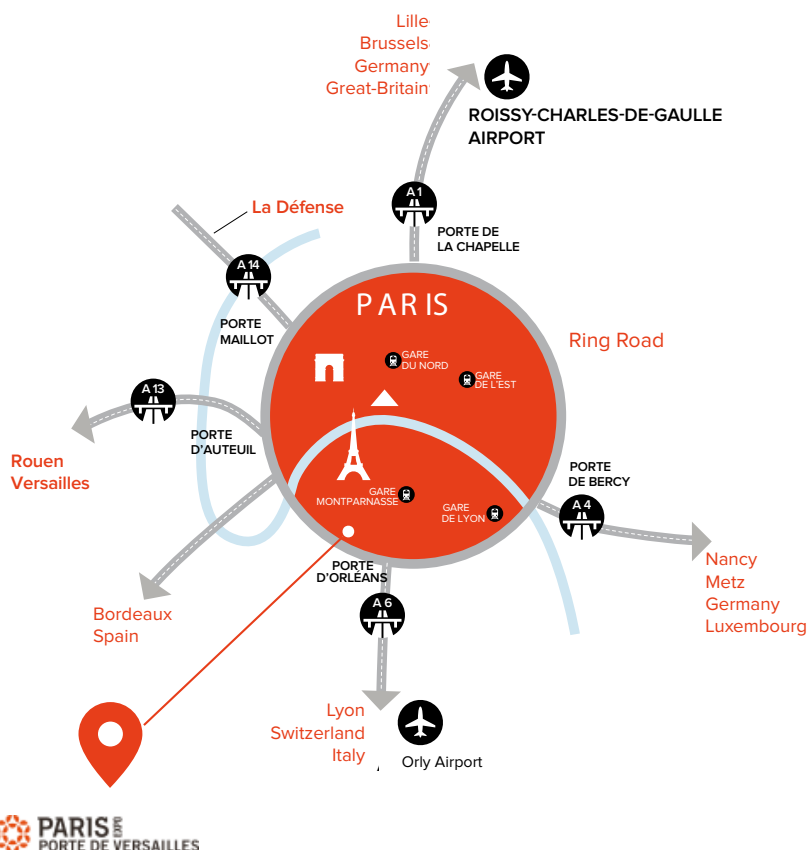 Lille
Brussels
Germany
Great-Britain
ROISSY-CHARLES-DE-GAULLE
AIRPORT
A 1
PORTE DE
LA CHAPELLE
La Défense
A 14
PORTE
MAILLOT
PARIS
Ring Road
GARE
DU NORD
GARE
DE L'EST
A 13
PORTE
D'AUTEUIL
Rouen
Versailles
PORTE
DE BERCY
A 4
GARE
MONTPARNASSE
GARE
DE LYON
Nancy
Metz
Germany
Luxembourg
PORTE
D'ORLÉANS
A 6
Bordeaux
Spain
Lyon
Switzerland
Italy
Orly Airport
PARIS EXPO
PORTE DE VERSAILLES